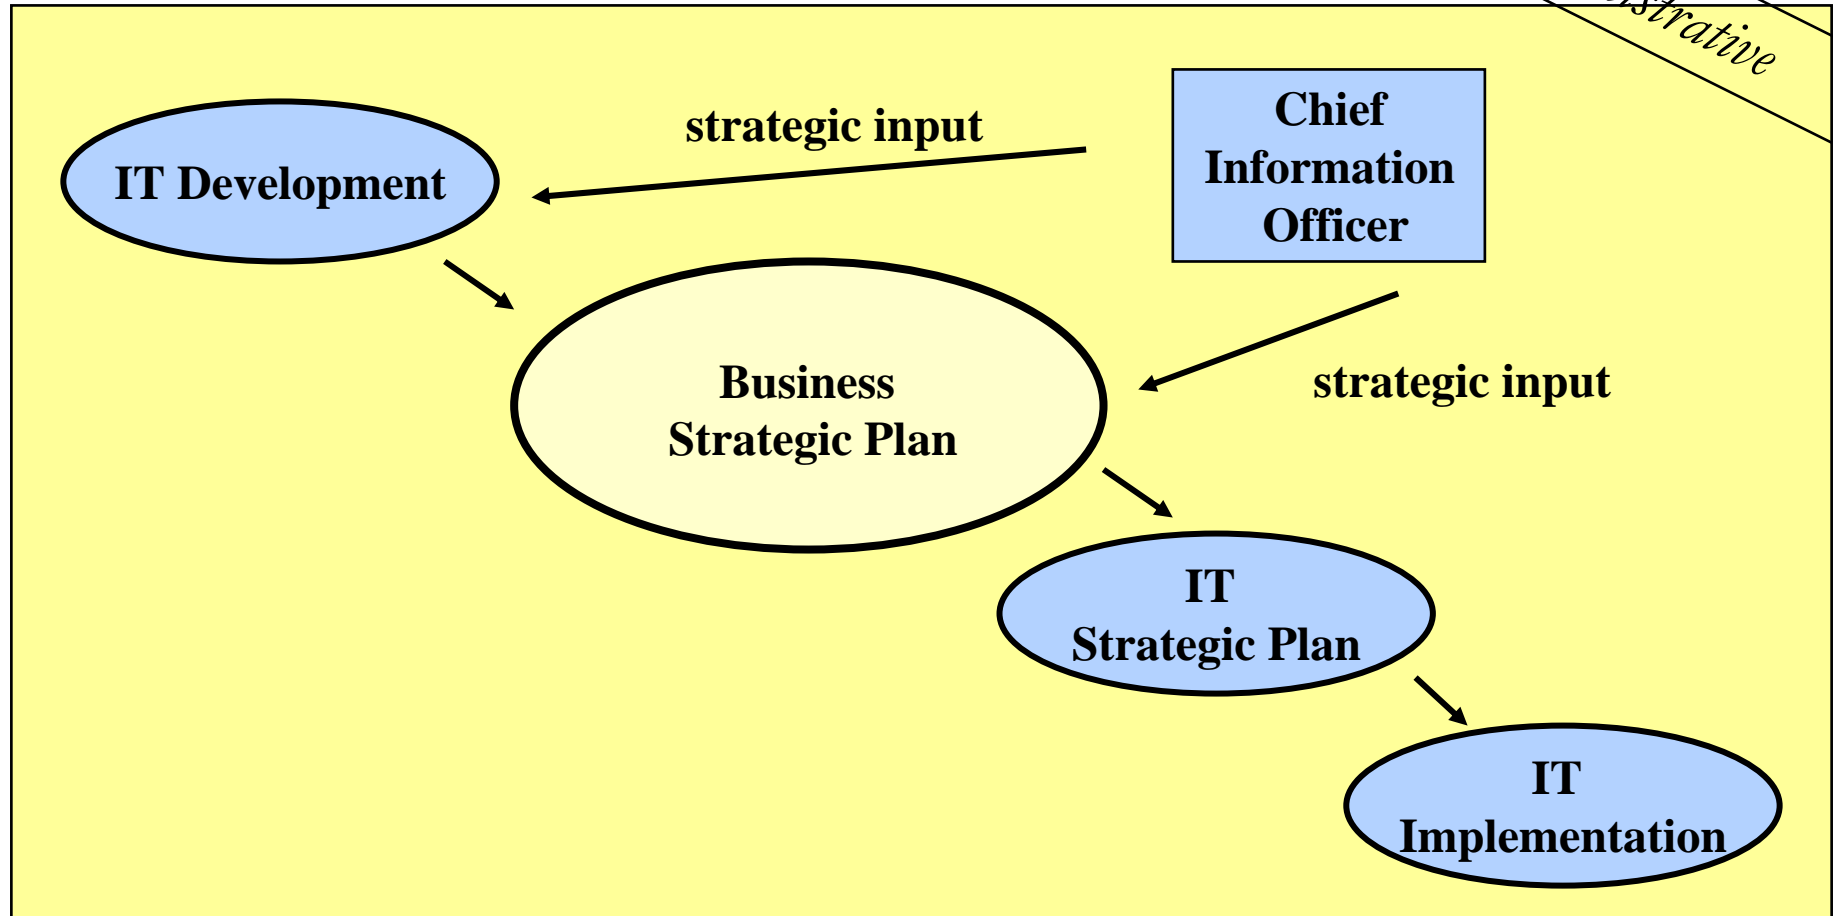 strategic input
IT Development
Chief
Information
Officer
Business
Strategic Plan
strategic input
IT
Strategic Plan
IT
Implementation